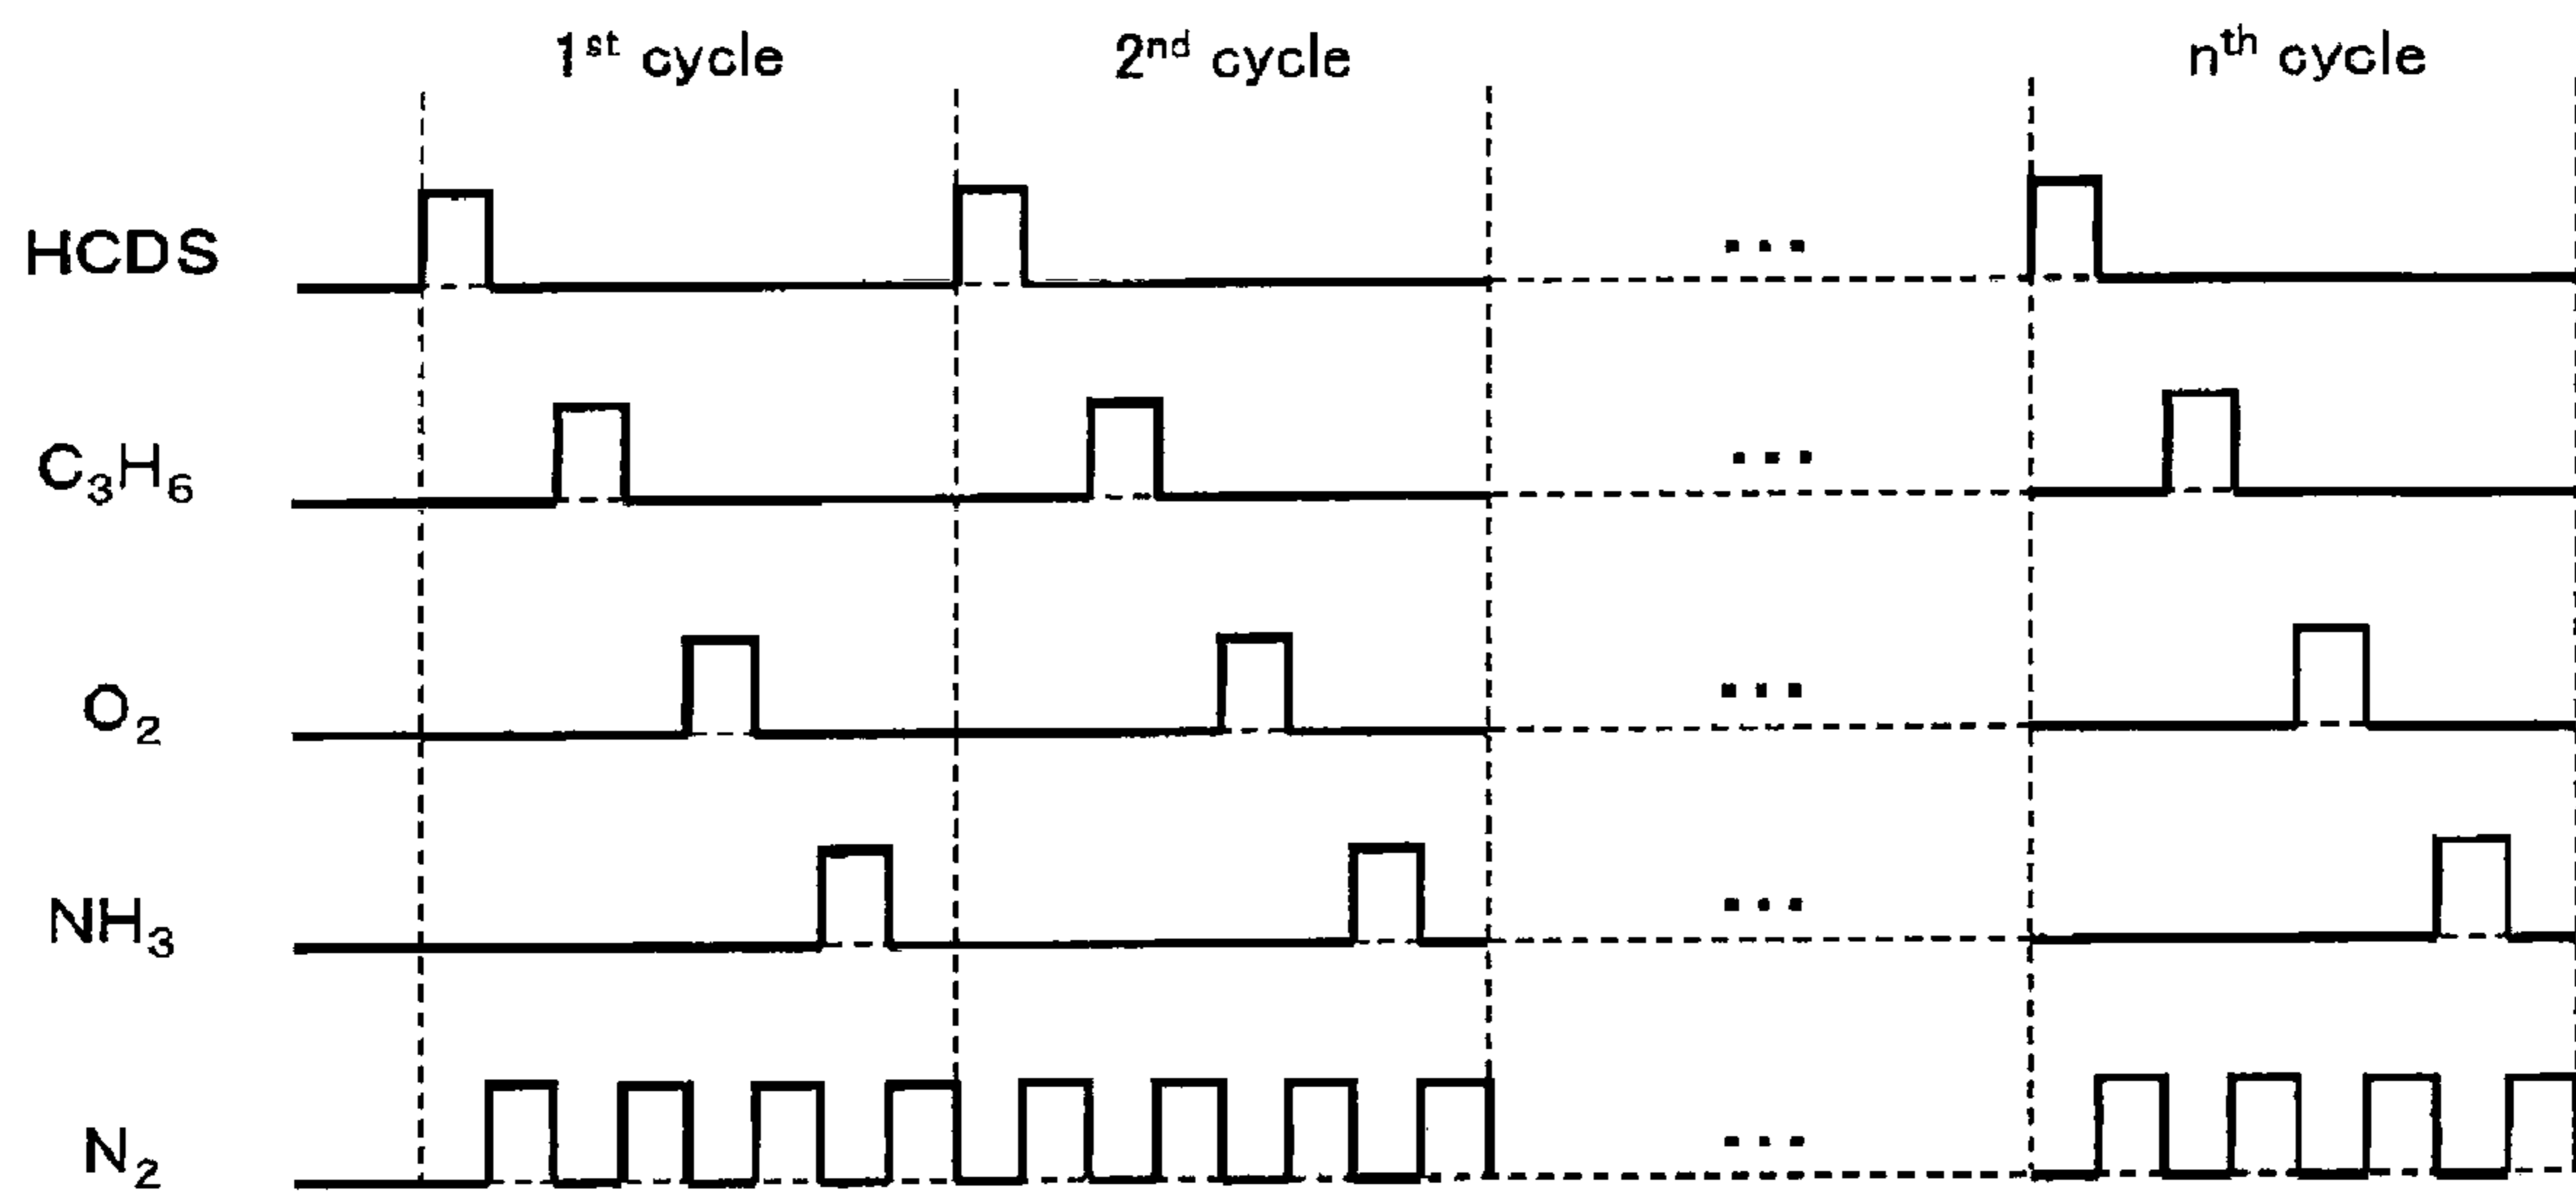 1st cycle 2nd cycle nth cycle
HCDS ...
C3H6 ...
O2 ...
NH3 ...
N2 ...